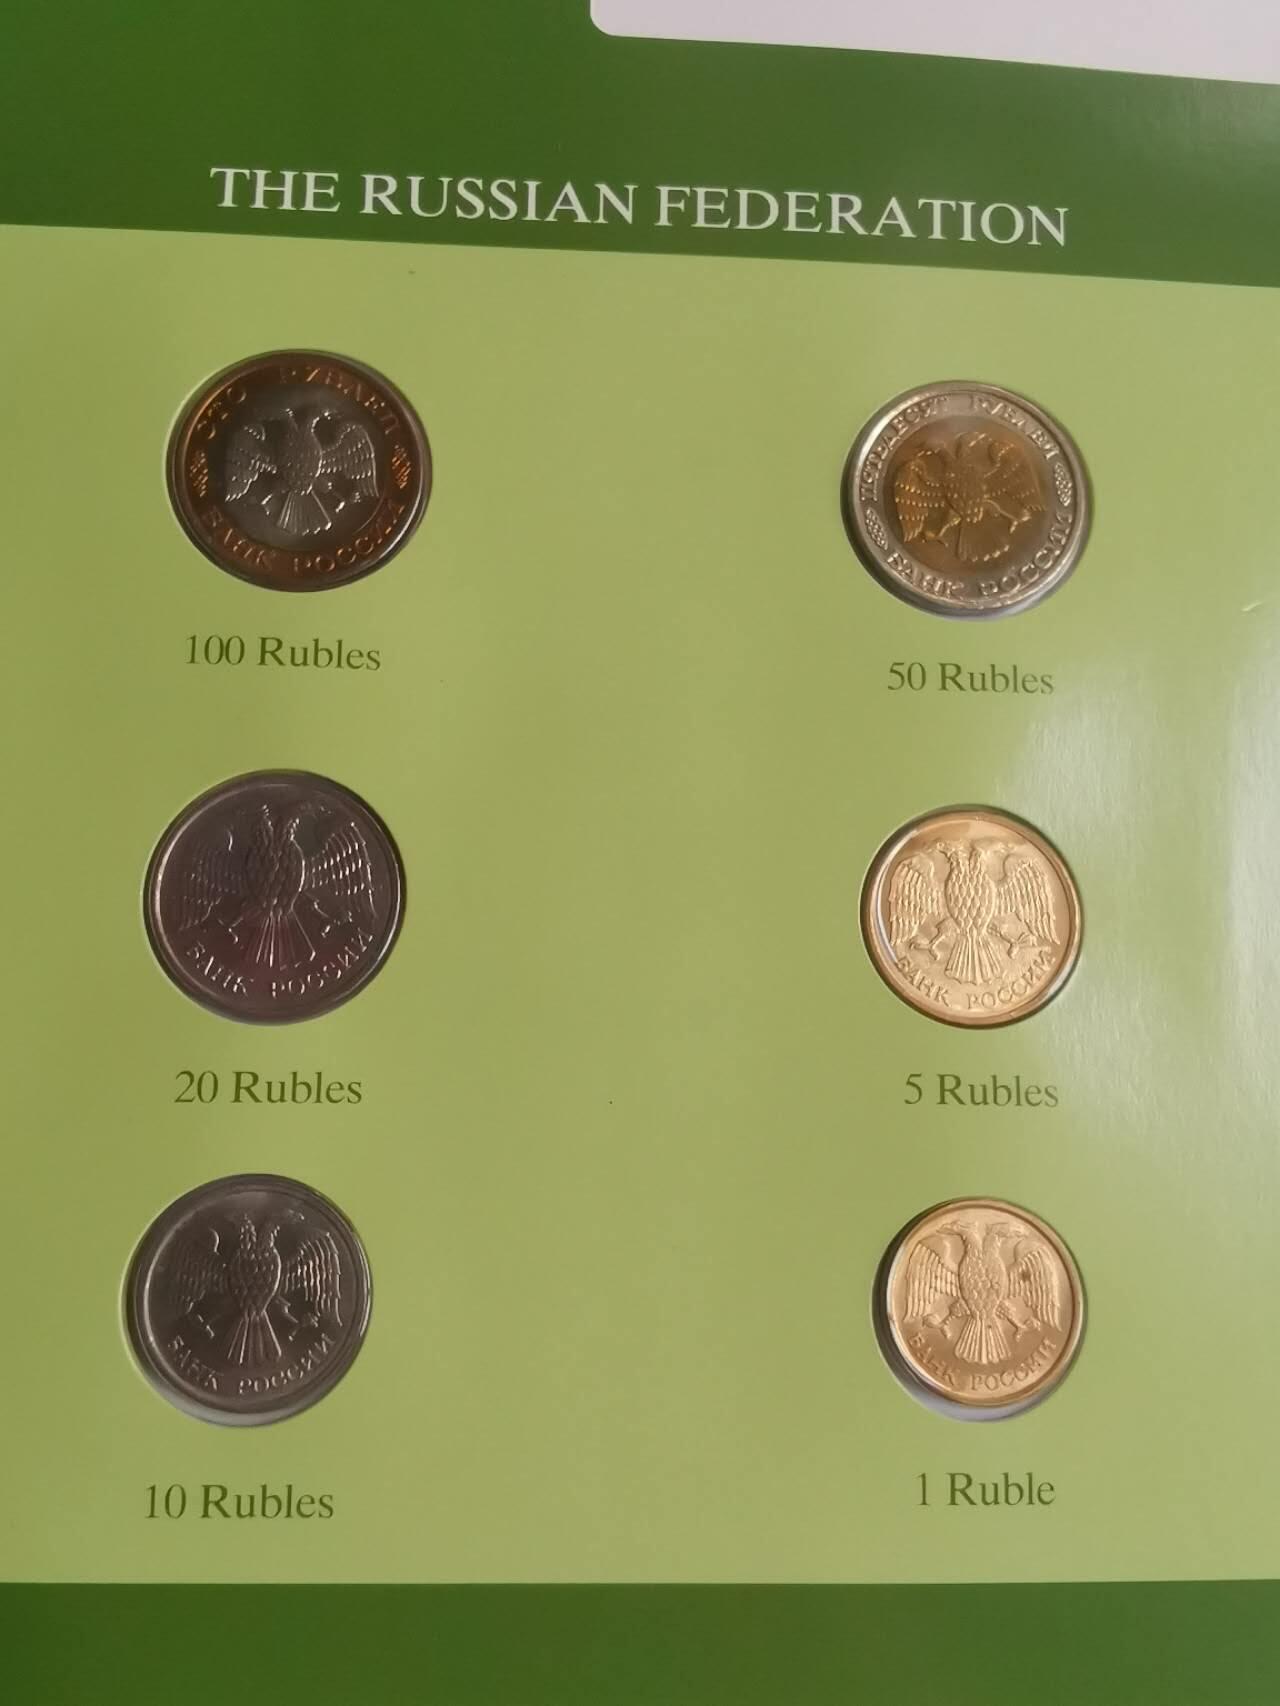 THE RUSSIAN FEDERATION
СТО РУБЛЕЙ
БАНК РОССИИ
100 Rubles
ПЯТЬДЕСЯТ РУБЛЕЙ
БАНК РОССИИ
50 Rubles
БАНК РОССИИ
20 Rubles
БАНК РОССИИ
5 Rubles
БАНК РОССИИ
10 Rubles
БАНК РОССИИ
1 Ruble